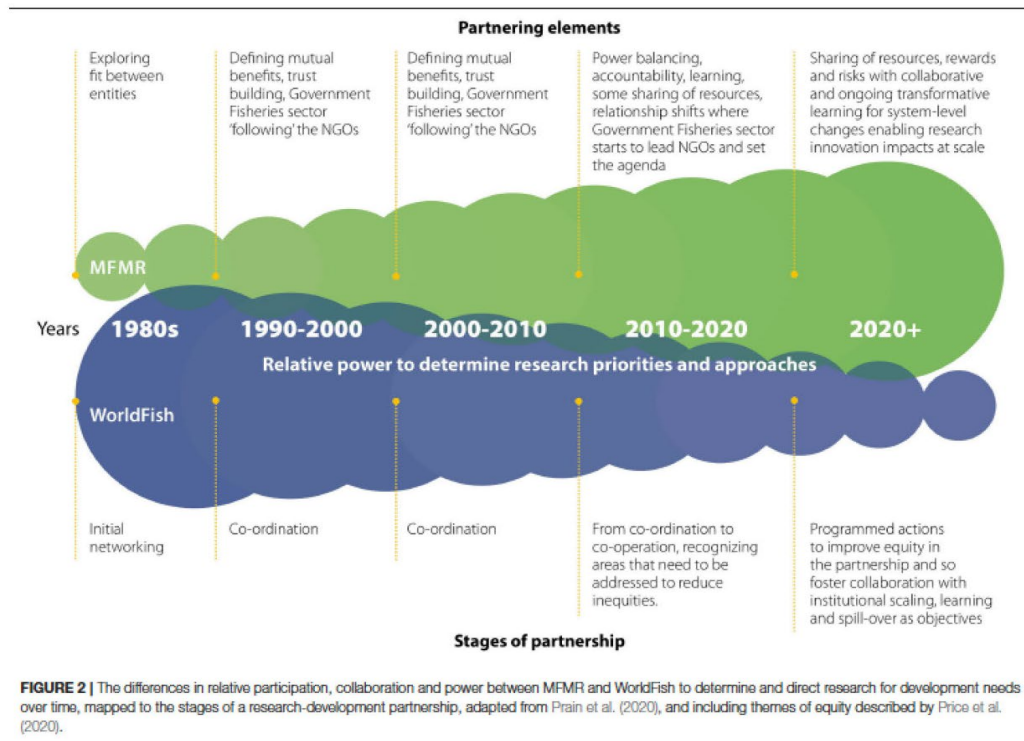 Partnering elements
Exploring
fit between
entities
Defining mutual
benefits, trust
building, Government
Fisheries sector
‘following’ the NGOs
Defining mutual
benefits, trust
building, Government
Fisheries sector
‘following’ the NGOs
Power balancing,
accountability, learning,
some sharing of resources,
relationship shifts where
Government Fisheries sector
starts to lead NGOs and set
the agenda
Sharing of resources, rewards
and risks with collaborative
and ongoing transformative
learning for system-level
changes enabling research
innovation impacts at scale
MFMR
Years 1980s 1990-2000 2000-2010 2010-2020 2020+
Relative power to determine research priorities and approaches
WorldFish
Initial
networking
Co-ordination
Co-ordination
From co-ordination to
co-operation, recognizing
areas that need to be
addressed to reduce
inequities.
Programmed actions
to improve equity in
the partnership and so
foster collaboration with
institutional scaling, learning
and spill-over as objectives
Stages of partnership
FIGURE 2 | The differences in relative participation, collaboration and power between MFMR and WorldFish to determine and direct research for development needs
over time, mapped to the stages of a research-development partnership, adapted from Prain et al. (2020), and including themes of equity described by Price et al.
(2020).